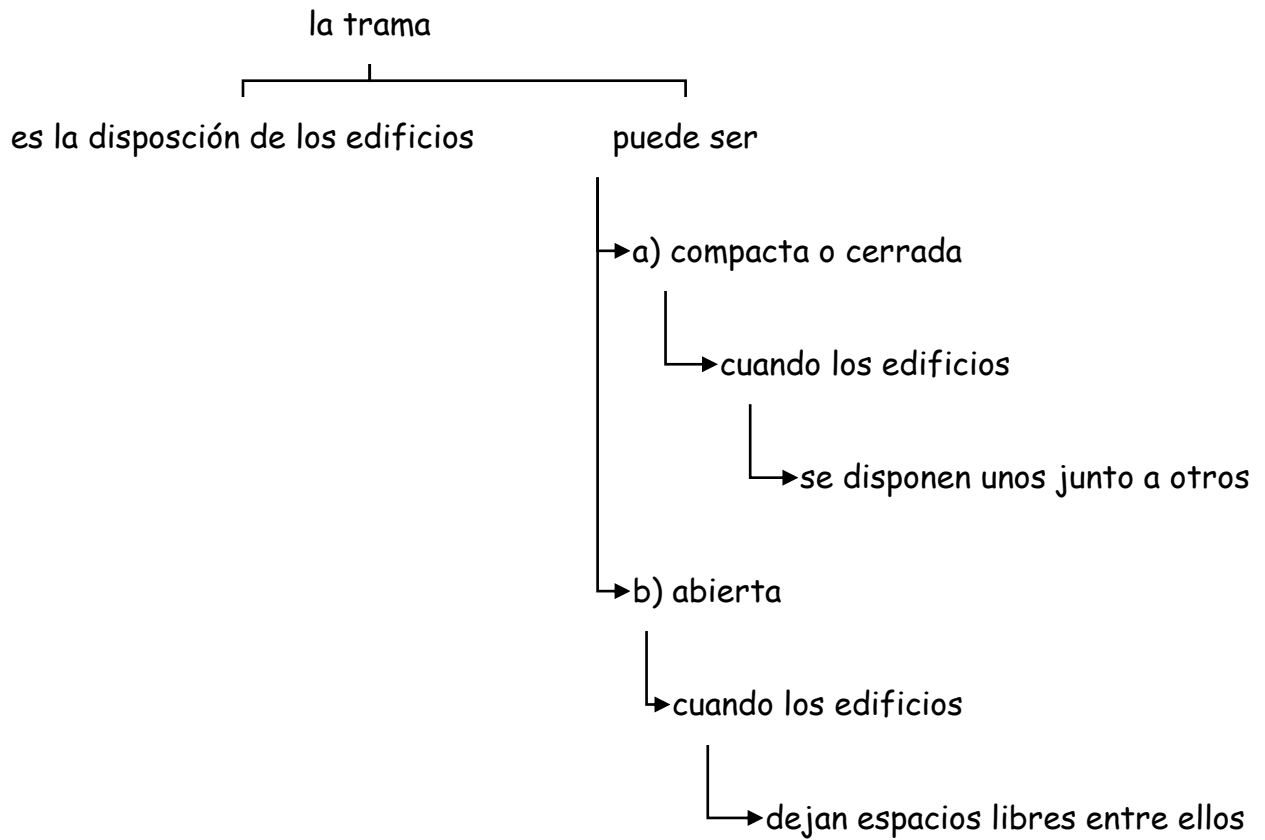 la trama
es la disposción de los edificios
puede ser
a) compacta o cerrada
cuando los edificios
se disponen unos junto a otros
b) abierta
cuando los edificios
dejan espacios libres entre ellos